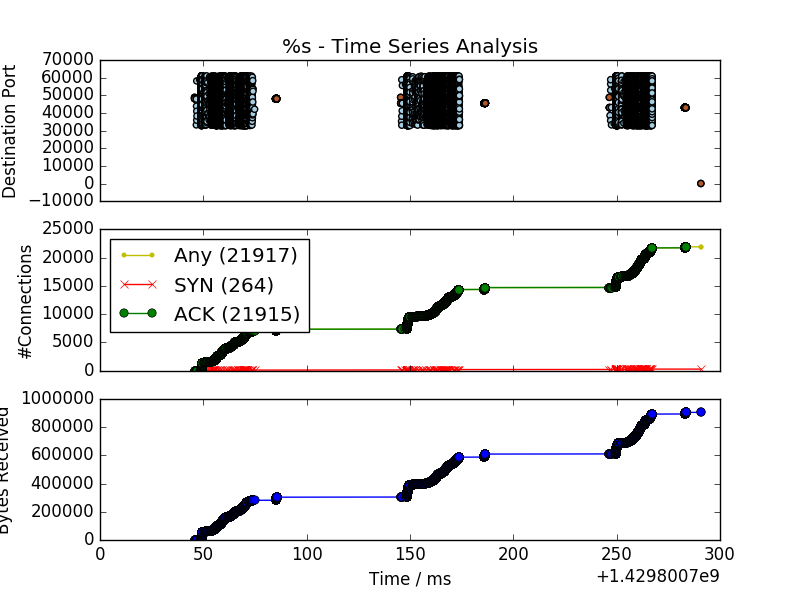 %s - Time Series Analysis
70000
60000
50000
40000
30000
20000
10000
0
−10000
Destination Port
25000
20000
15000
10000
5000
0
#Connections
Any (21917)
SYN (264)
ACK (21915)
1000000
800000
600000
400000
200000
0
Bytes Received
0 50 100 150 200 250 300
Time / ms
+1.4298007e9